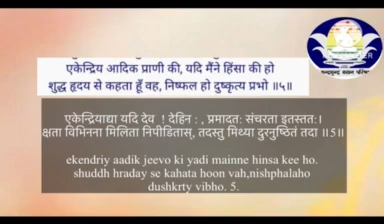 एकेन्द्रिय आदिक प्राणी की, यदि मैंने हिंसा की हो
शुद्ध हृदय से कहता हूँ वह, निष्फल हो दुष्कृत्य प्रभो ॥५॥
एकेन्द्रियाद्या यदि देव ! देहिन: , प्रमादत: संचरता इतस्तत:।
क्षता विभिन्ना मिलिता निपीडितास्, तदस्तु मिथ्या दुरनुष्ठितं तदा ॥5॥
ekendriy aadik jeevo ki yadi mainne hinsa kee ho.
shuddh hraday se kahata hoon vah,nishphalaho
dushkrty vibho. 5.